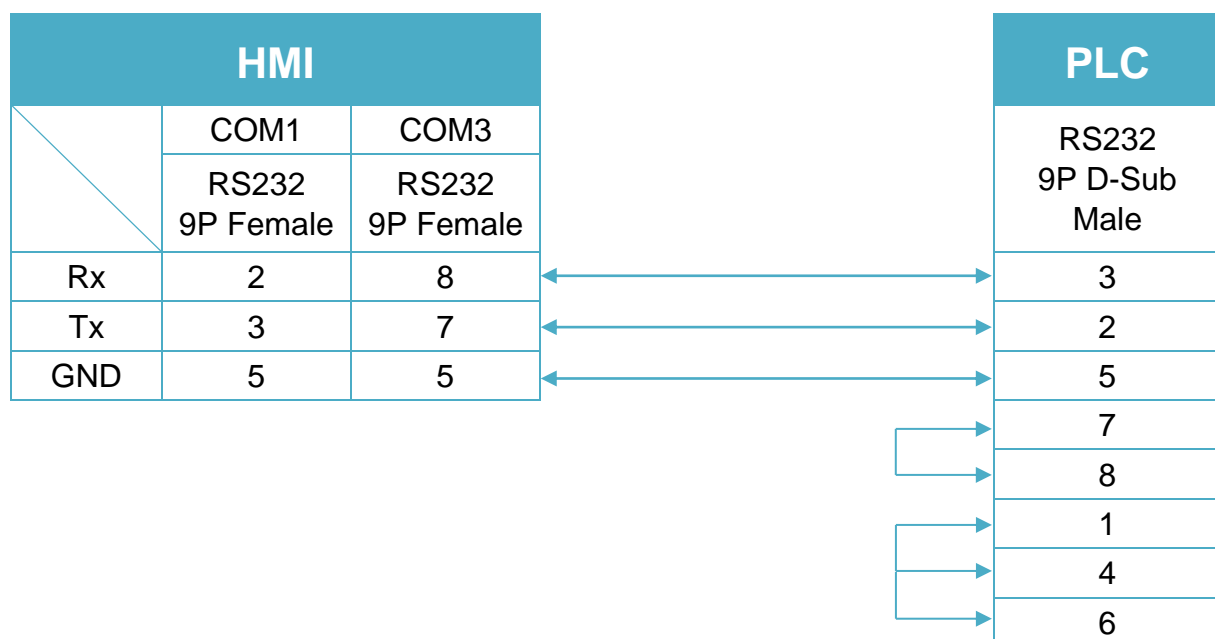 HMI
PLC
COM1 COM3
RS232
9P Female
RS232
9P Female
RS232
9P D-Sub
Male
Rx 2 8 3
Tx 3 7 2
GND 5 5 5
7
8
1
4
6